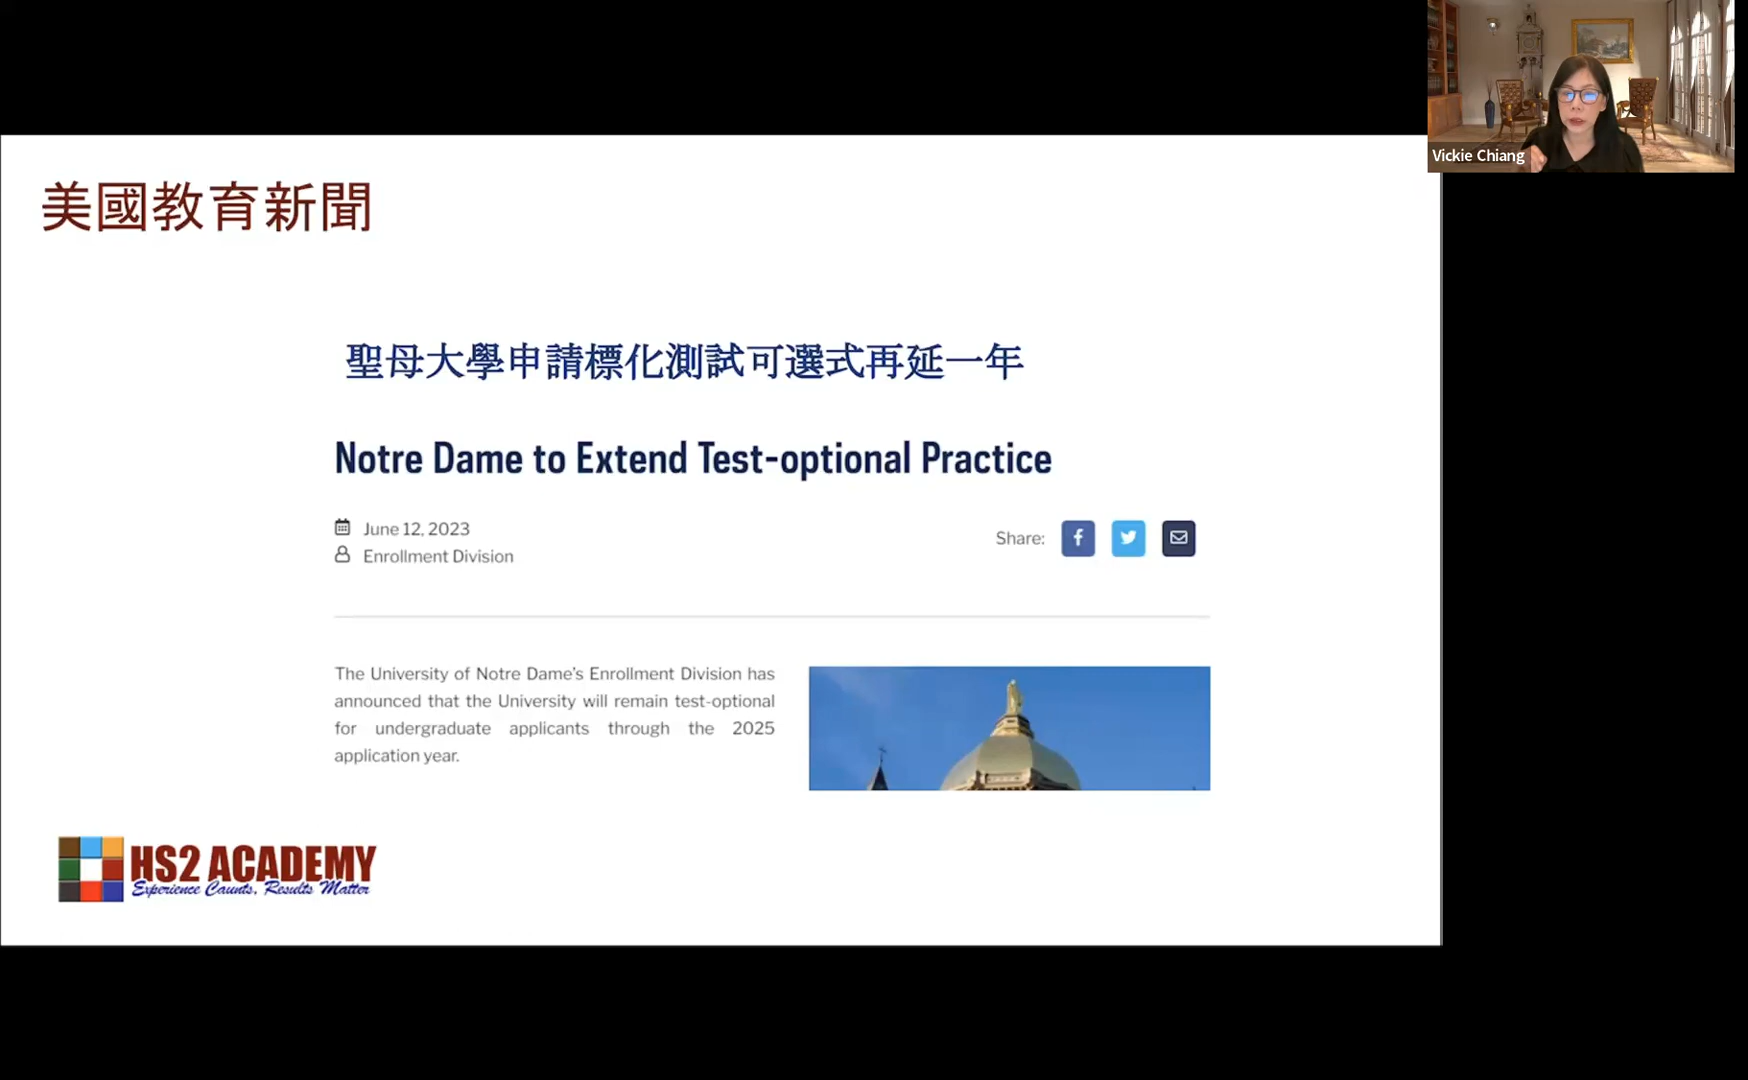 Vickie Chiang
美國教育新聞
聖母大學申請標化測試可選式再延一年
Notre Dame to Extend Test-optional Practice
June 12, 2023
Enrollment Division
Share:
The University of Notre Dame's Enrollment Division has
announced that the University will remain test-optional
for undergraduate applicants through the 2025
application year.
HS2 ACADEMY
Experience Counts, Results Matter